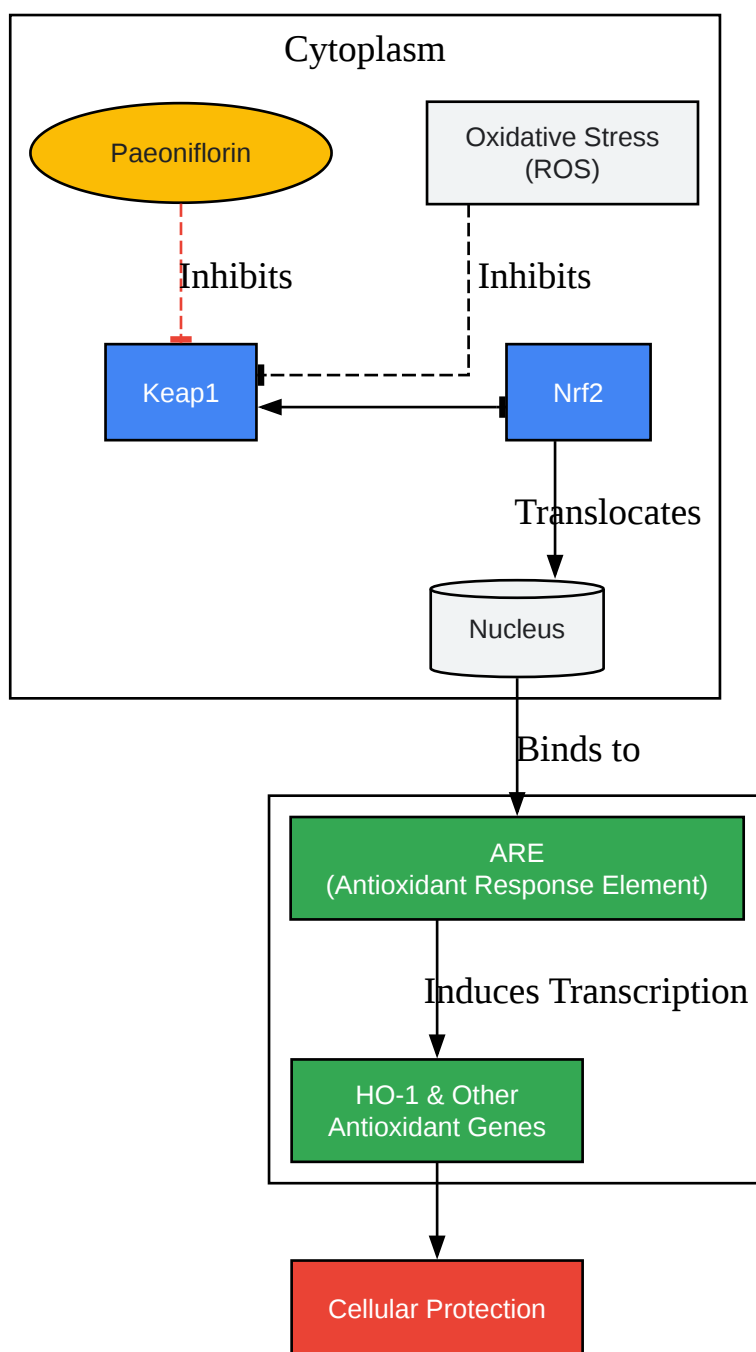 Cytoplasm
Paeoniflorin
Oxidative Stress
(ROS)
Inhibits
Inhibits
Keap1
Nrf2
Translocates
Nucleus
Binds to
ARE
(Antioxidant Response Element)
Induces Transcription
HO-1 & Other
Antioxidant Genes
Cellular Protection